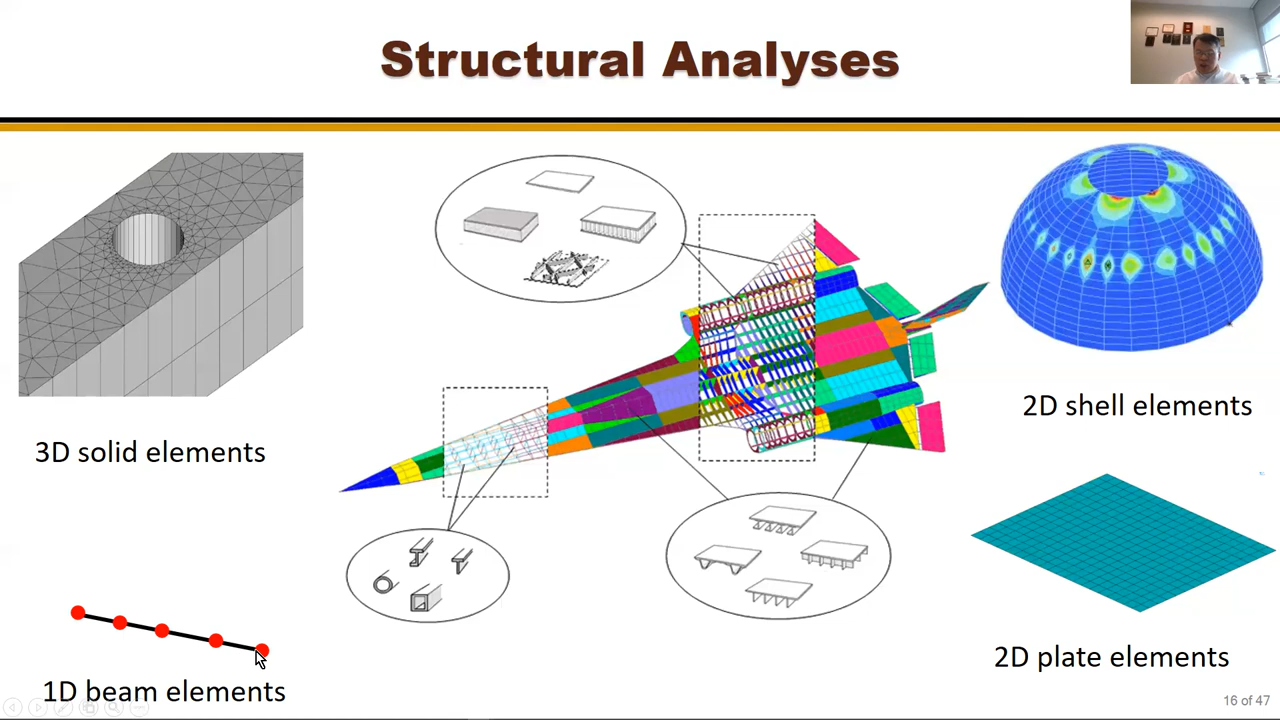 Structural Analyses
3D solid elements
2D shell elements
1D beam elements
2D plate elements
16 of 47